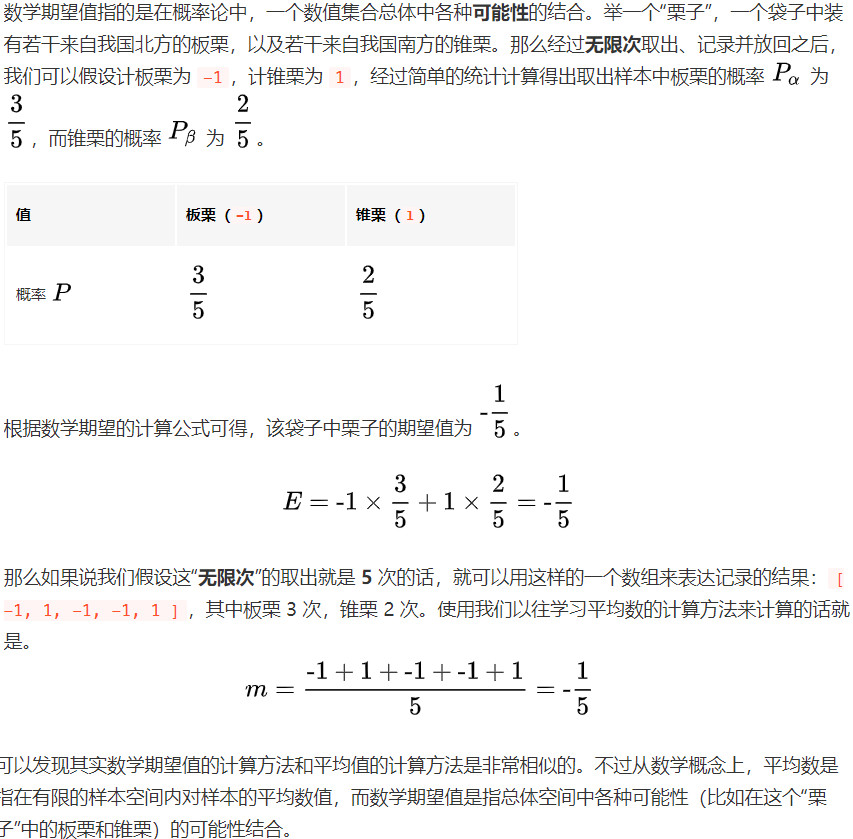 数学期望值指的是在概率论中，一个数值集合总体中各种可能性的结合。举一个“栗子”，一个袋子中装
有若干来自我国北方的板栗，以及若干来自我国南方的锥栗。那么经过无限次取出、记录并放回之后，
我们可以假设计板栗为 -1 ，计锥栗为 1 ，经过简单的统计计算得出取出样本中板栗的概率 Pα 为
3/5 ，而锥栗的概率 Pβ 为 2/5 。
值 板栗（-1） 锥栗（1）
概率 P 3/5 2/5
根据数学期望的计算公式可得，该袋子中栗子的期望值为 -1/5 。
E = -1 × 3/5 + 1 × 2/5 = -1/5
那么如果说我们假设这“无限次”的取出就是 5 次的话，就可以用这样的一个数组来表达记录的结果： [
-1, 1, -1, -1, 1 ] ，其中板栗 3 次，锥栗 2 次。使用我们以往学习平均数的计算方法来计算的话就
是。
m = (-1 + 1 + -1 + -1 + 1)/5 = -1/5
可以发现其实数学期望值的计算方法和平均值的计算方法是非常相似的。不过从数学概念上，平均数是
指在有限的样本空间内对样本的平均数值，而数学期望值是指总体空间中各种可能性（比如在这个“栗
子”中的板栗和锥栗）的可能性结合。